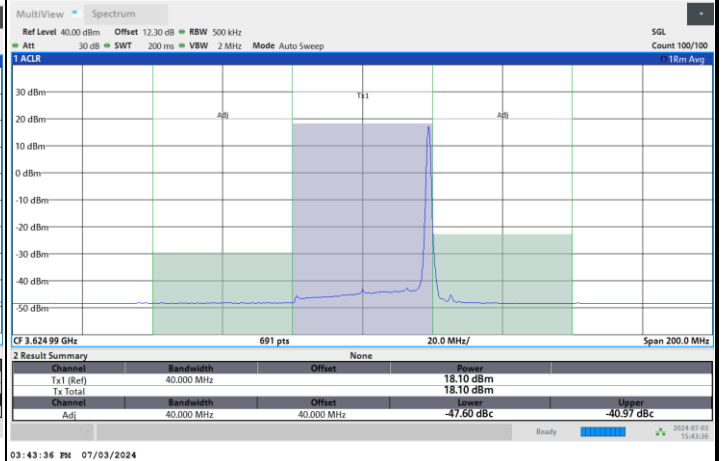 MultiView Spectrum
Ref Level 40.00 dBm Offset 12.30 dB RBW 500 kHz SGL
Att 30 dB SWT 200 ms VBW 2 MHz Mode Auto Sweep Count 100/100
1 ACLR 1Rm Avg
30 dBm
Tx1
20 dBm
Adj Adj
10 dBm
0 dBm
-10 dBm
-20 dBm
-30 dBm
-40 dBm
-50 dBm
CF 3.624 99 GHz 691 pts 20.0 MHz/ Span 200.0 MHz
2 Result Summary None
Channel Bandwidth Offset Power
Tx1 (Ref) 40.000 MHz 18.10 dBm
Tx Total 18.10 dBm
Channel Bandwidth Offset Lower Upper
Adj 40.000 MHz 40.000 MHz -47.60 dBc -40.97 dBc
Ready 2024-07-03
15:43:36
03:43:36 PM 07/03/2024